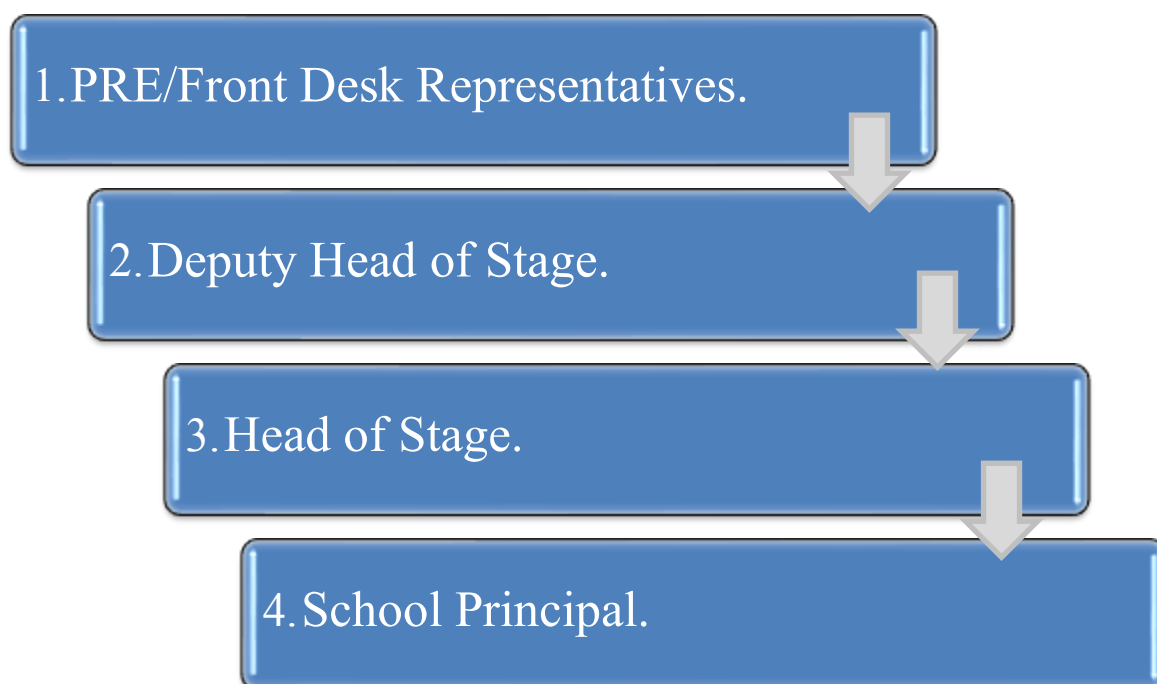 1.PRE/Front Desk Representatives.
2.Deputy Head of Stage.
3.Head of Stage.
4.School Principal.